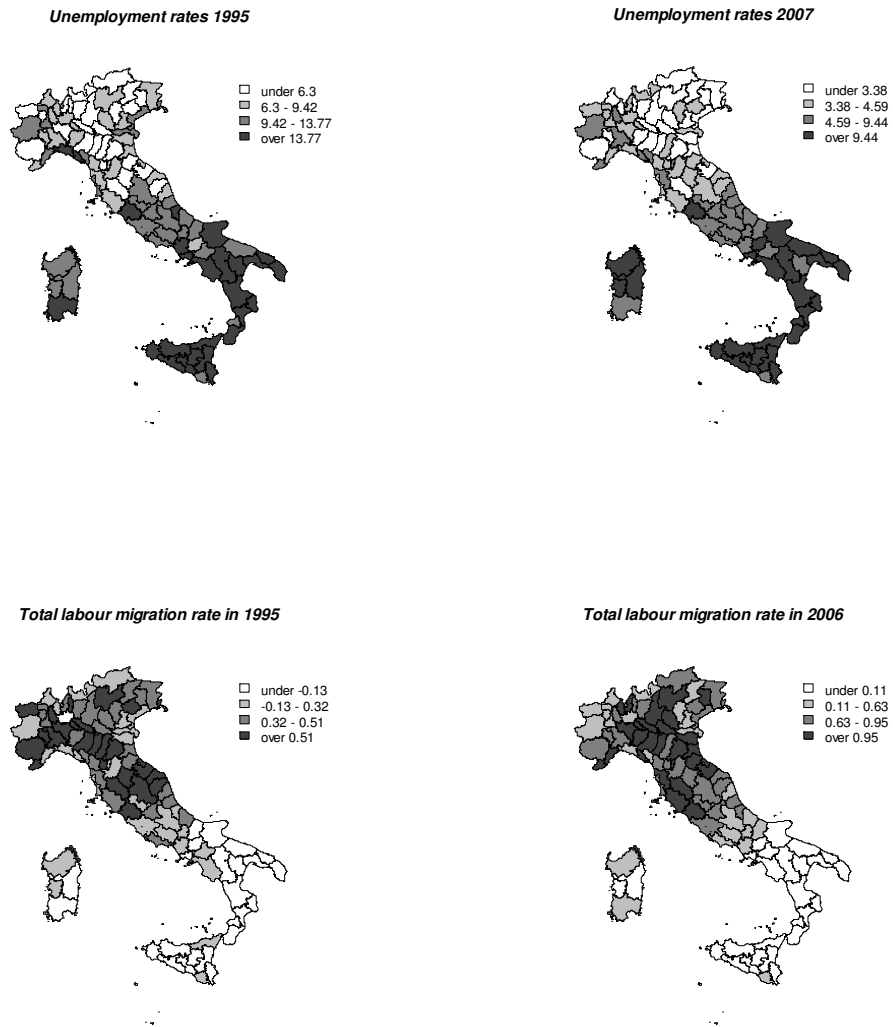 Unemployment rates 1995
under 6.3
6.3 - 9.42
9.42 - 13.77
over 13.77
Unemployment rates 2007
under 3.38
3.38 - 4.59
4.59 - 9.44
over 9.44
Total labour migration rate in 1995
under -0.13
-0.13 - 0.32
0.32 - 0.51
over 0.51
Total labour migration rate in 2006
under 0.11
0.11 - 0.63
0.63 - 0.95
over 0.95